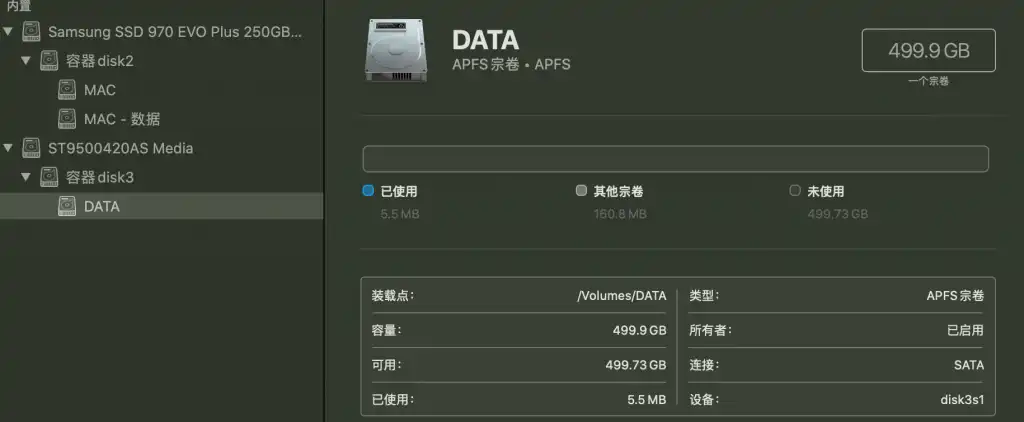 内置
Samsung SSD 970 EVO Plus 250GB...
容器disk2
MAC
MAC - 数据
ST9500420AS Media
容器disk3
DATA
DATA
APFS宗卷 • APFS
499.9 GB
一个宗卷
已使用
5.5 MB
其他宗卷
160.8 MB
未使用
499.73 GB
装载点: /Volumes/DATA
容量: 499.9 GB
可用: 499.73 GB
已使用: 5.5 MB
类型: APFS宗卷
所有者: 已启用
连接: SATA
设备: disk3s1